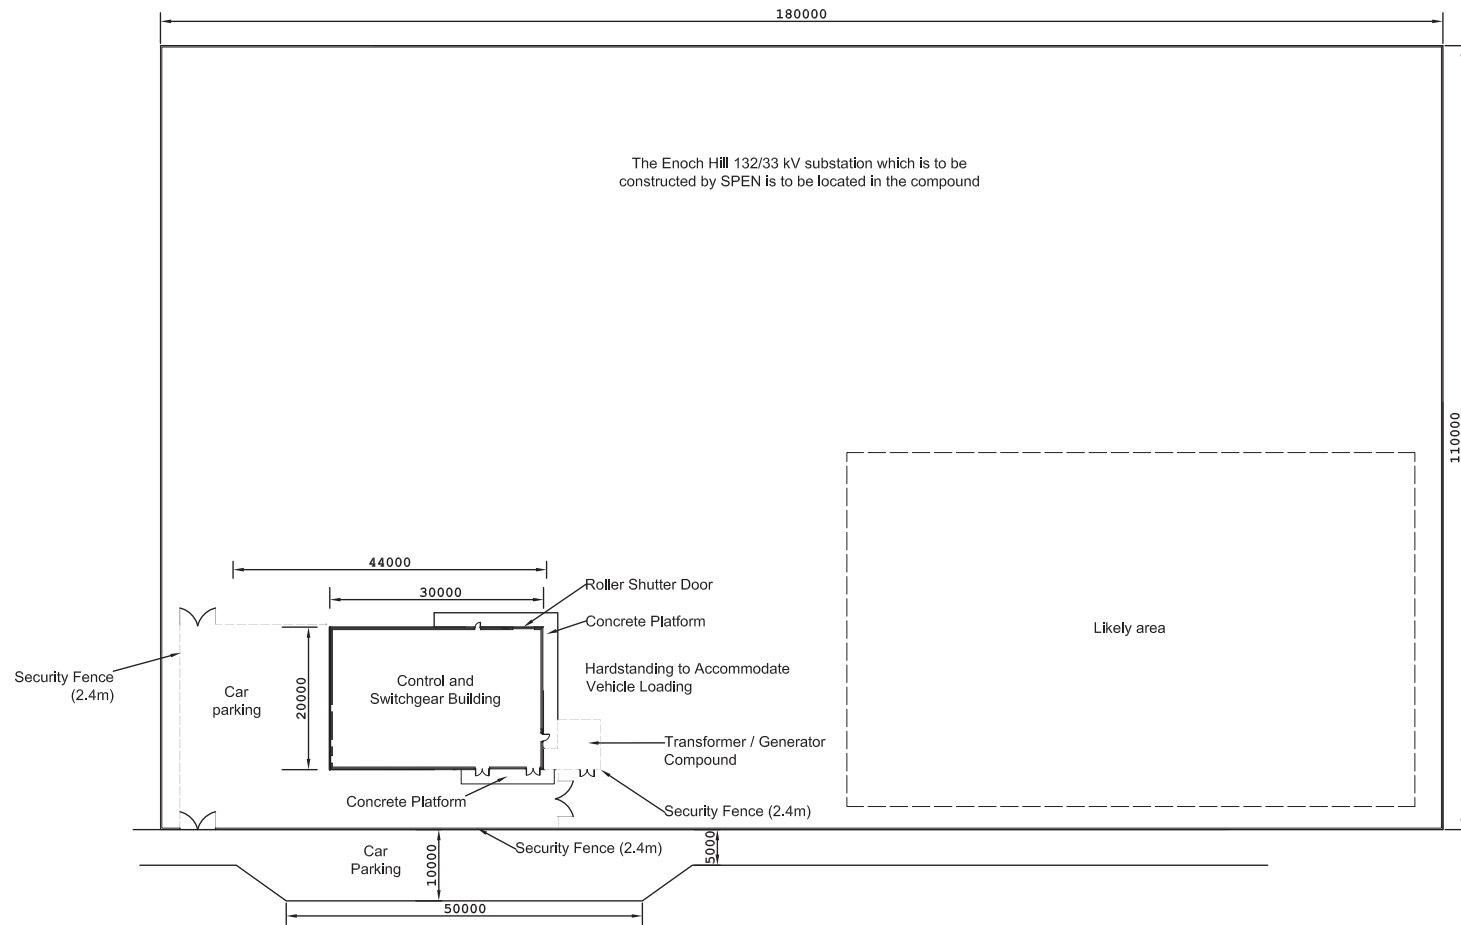 180000
The Enoch Hill 132/33 kV substation which is to be
constructed by SPEN is to be located in the compound
110000
44000
30000
Roller Shutter Door
Concrete Platform
Likely area
Security Fence
(2.4m)
Car
parking
20000
Control and
Switchgear Building
Hardstanding to Accommodate
Vehicle Loading
Transformer / Generator
Compound
Concrete Platform
Security Fence (2.4m)
Car
Parking
10000
Security Fence (2.4m)
5000
50000